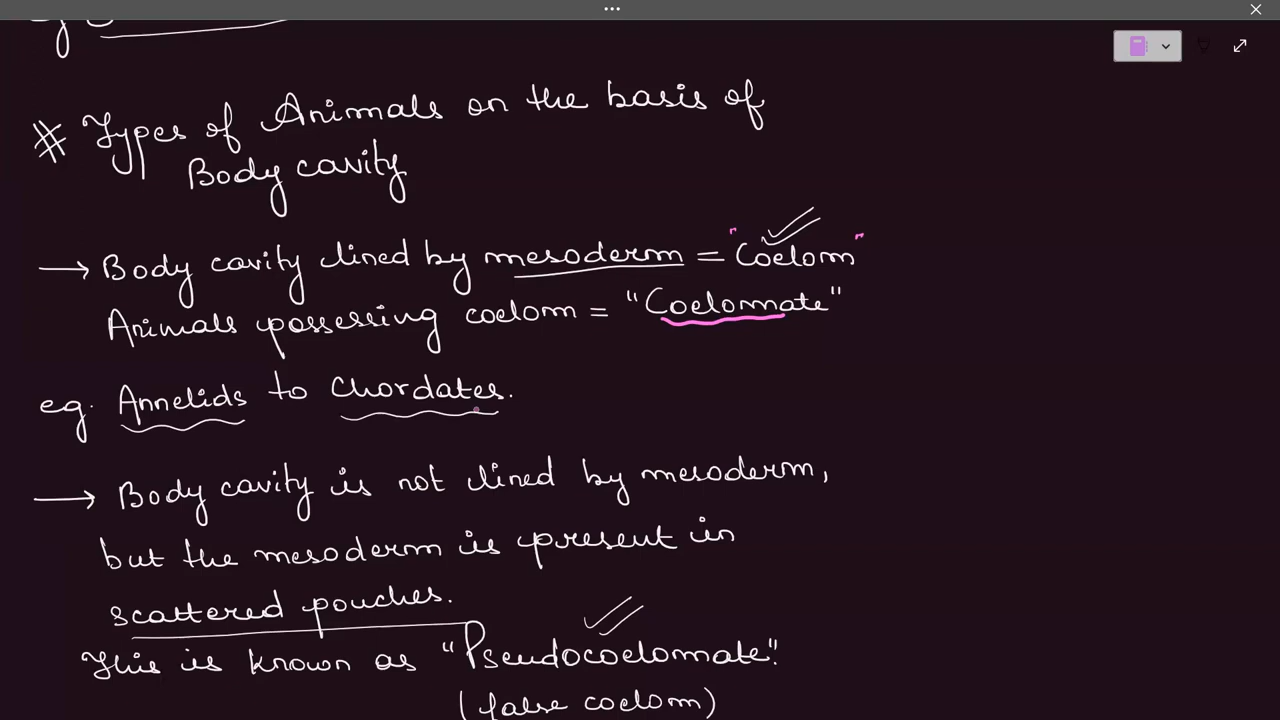 # Types of Animals on the basis of
Body cavity
→ Body cavity lined by mesoderm = "Coelom"
Animals possessing coelom = "Coelommate"
eg. Annelids to Chordates.
→ Body cavity is not lined by mesoderm,
but the mesoderm is present in
scattered pouches.
This is known as "Pseudocoelomate".
(false coelom)